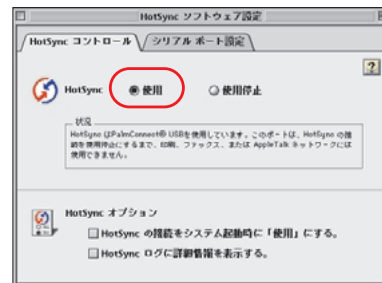 HotSync ソフトウェア設定
HotSync コントロール
シリアル ポート設定
?
HotSync
使用
使用停止
状況
HotSync はPalmConnect® USBを使用しています。このポートは、HotSync の接
続を使用停止にするまで、印刷、ファックス、または AppleTalk ネットワークには
使用できません。
HotSync オプション
HotSync の接続をシステム起動時に「使用」にする。
HotSync ログに詳細情報を表示する。